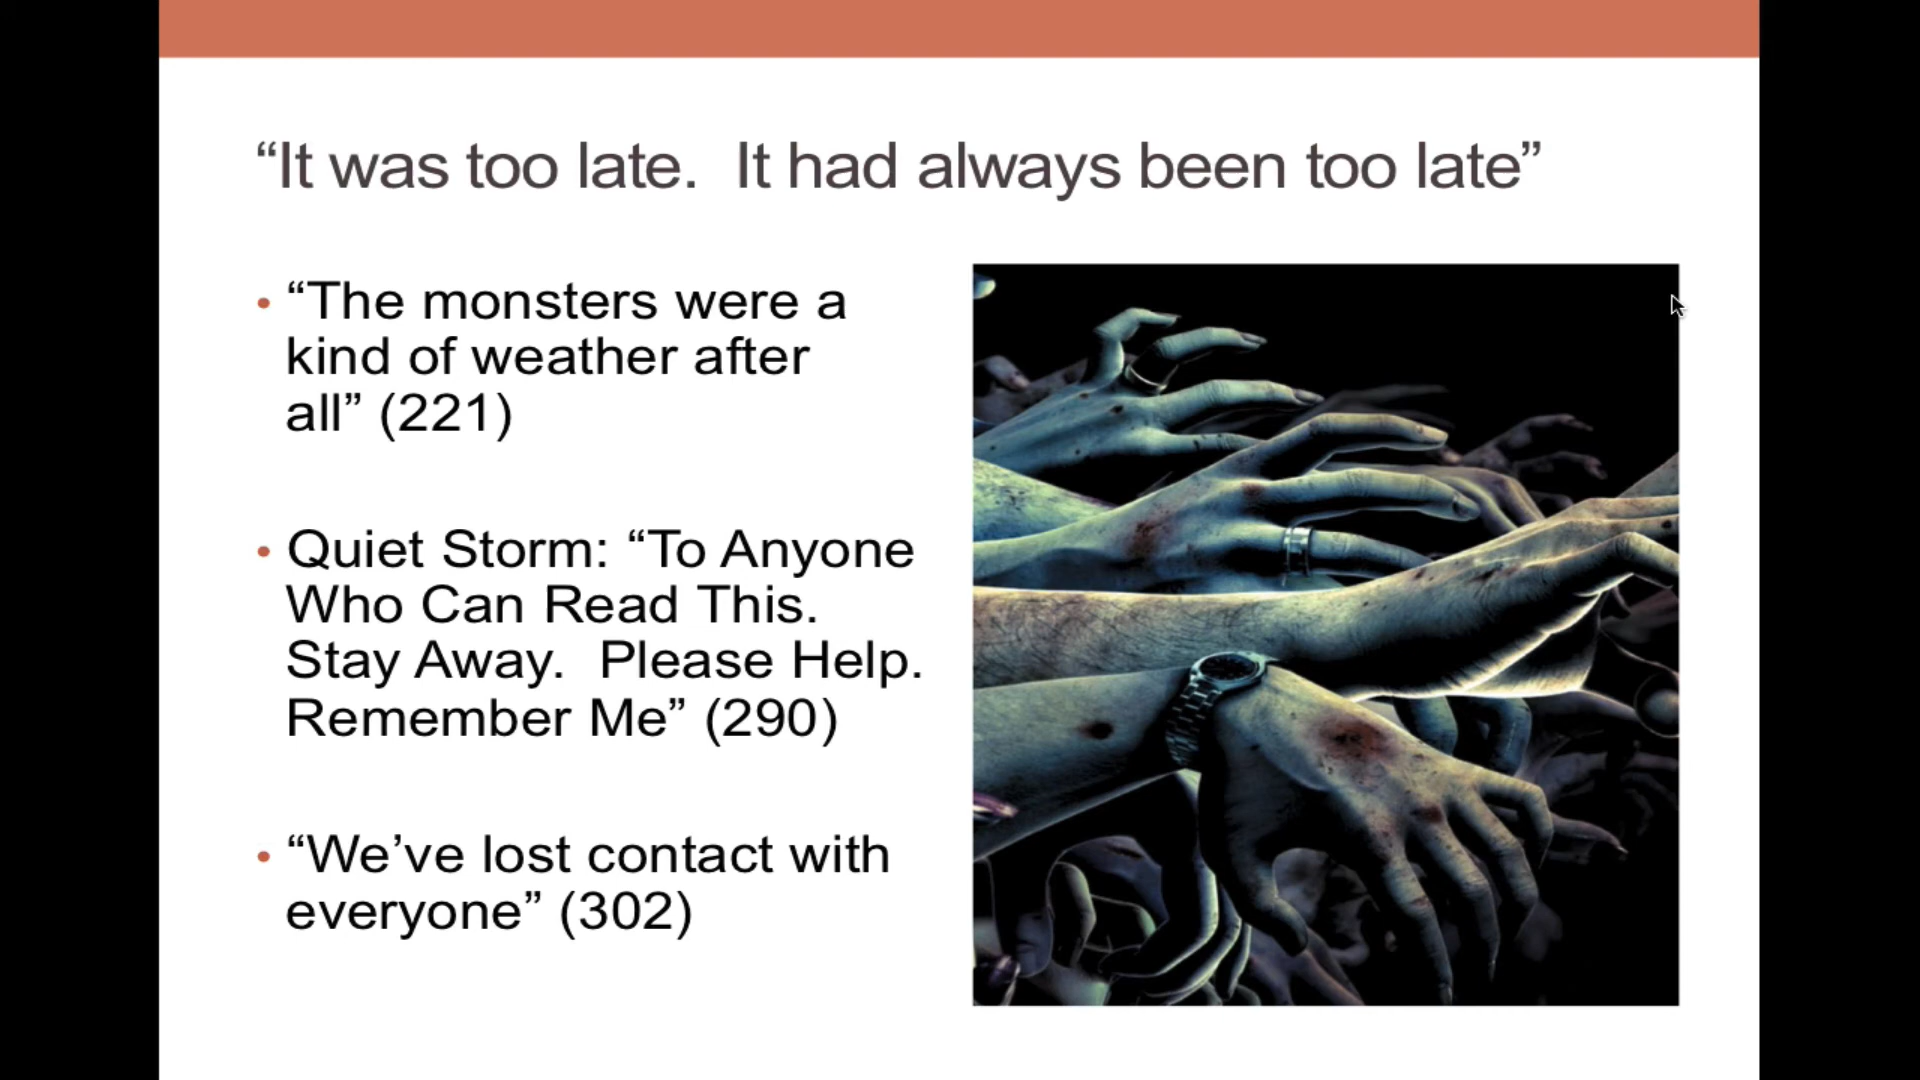 “It was too late.  It had always been too late”
• “The monsters were a
kind of weather after
all” (221)
• Quiet Storm: “To Anyone
Who Can Read This.
Stay Away.  Please Help.
Remember Me” (290)
• “We’ve lost contact with
everyone” (302)